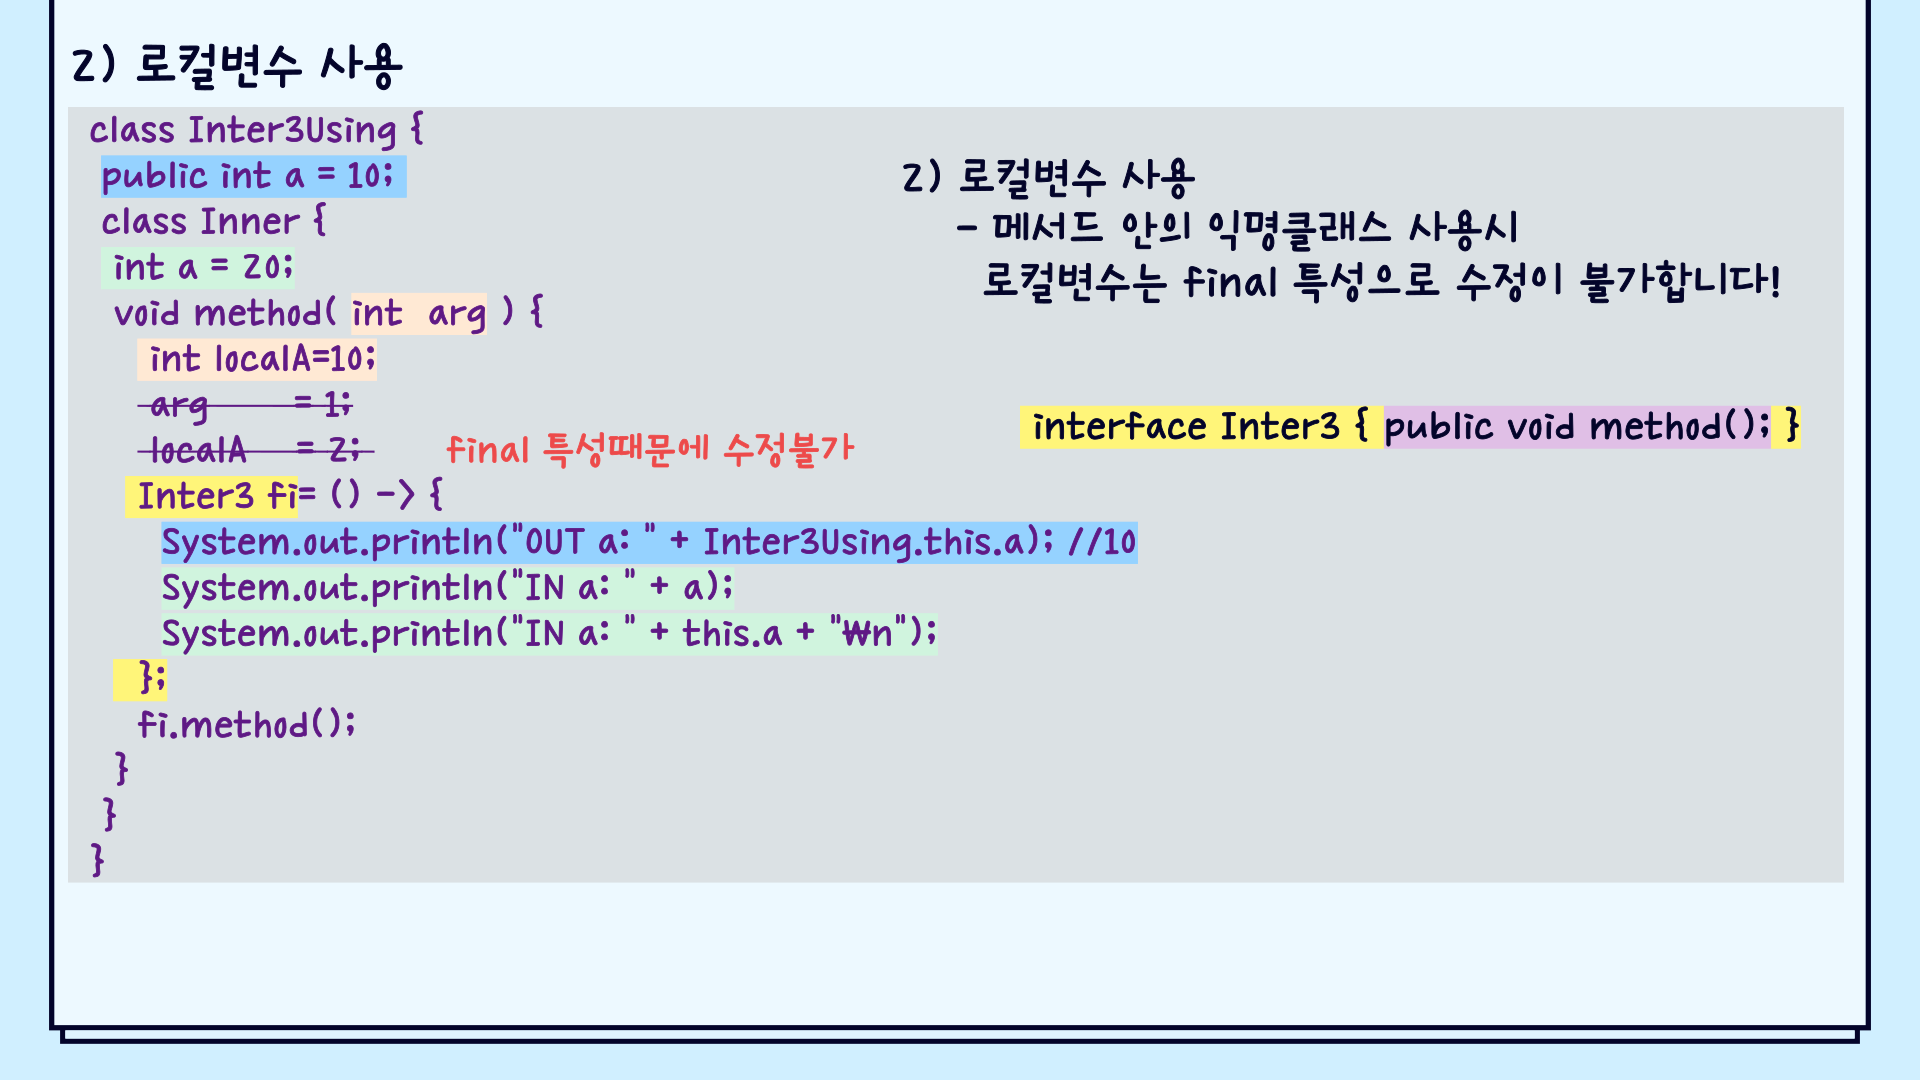 2) 로컬변수 사용
class Inter3Using {
public int a = 10;
class Inner {
int a = 20;
void method( int  arg ) {
int localA=10;
arg       = 1;
localA    = 2;
final 특성때문에 수정불가
Inter3 fi= () -> {
System.out.println("OUT a: " + Inter3Using.this.a); //10
System.out.println("IN a: " + a);
System.out.println("IN a: " + this.a + "₩n");
};
fi.method();
}
}
}
2) 로컬변수 사용
- 메서드 안의 익명클래스 사용시
로컬변수는 final 특성으로 수정이 불가합니다!
interface Inter3 { public void method(); }